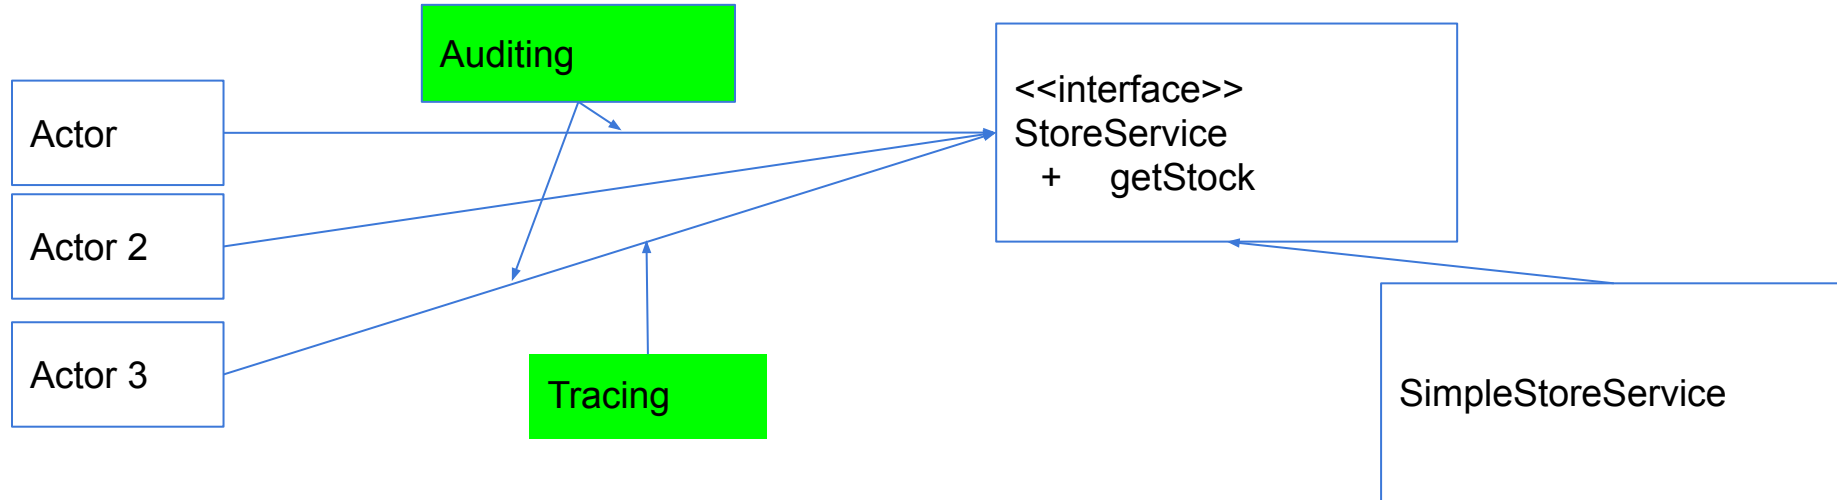 Auditing
Actor
Actor 2
Actor 3
Tracing
<<interface>>
StoreService
+ getStock
SimpleStoreService